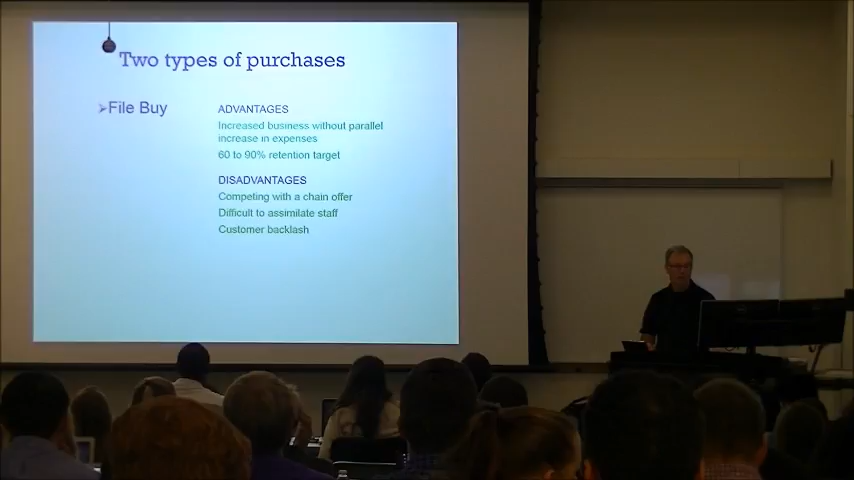 Two types of purchases
➢File Buy
ADVANTAGES
Increased business without parallel
increase in expenses
60 to 90% retention target
DISADVANTAGES
Competing with a chain offer
Difficult to assimilate staff
Customer backlash